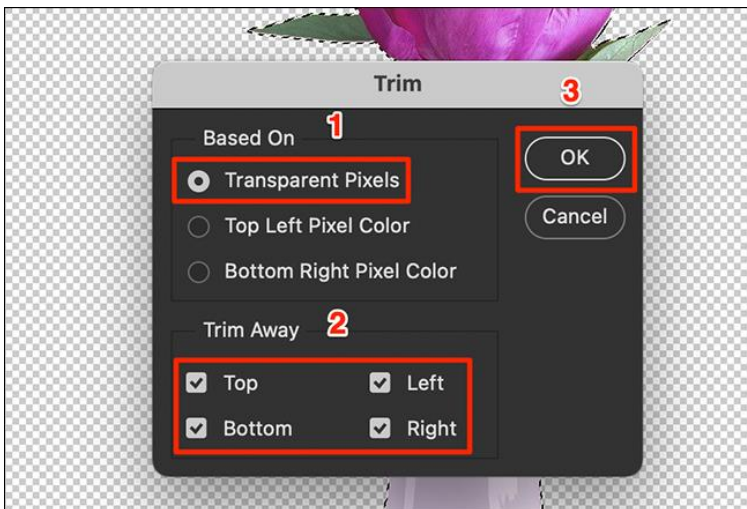 Trim
3
1
Based On
OK
Transparent Pixels
Cancel
Top Left Pixel Color
Bottom Right Pixel Color
Trim Away 2
Top Left
Bottom Right